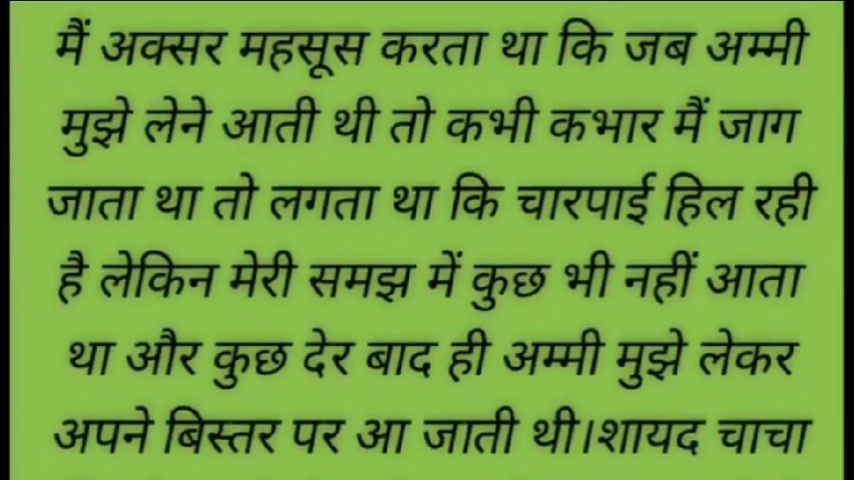 मैं अक्सर महसूस करता था कि जब अम्मी
मुझे लेने आती थी तो कभी कभार मैं जाग
जाता था तो लगता था कि चारपाई हिल रही
है लेकिन मेरी समझ में कुछ भी नहीं आता
था और कुछ देर बाद ही अम्मी मुझे लेकर
अपने बिस्तर पर आ जाती थी।शायद चाचा